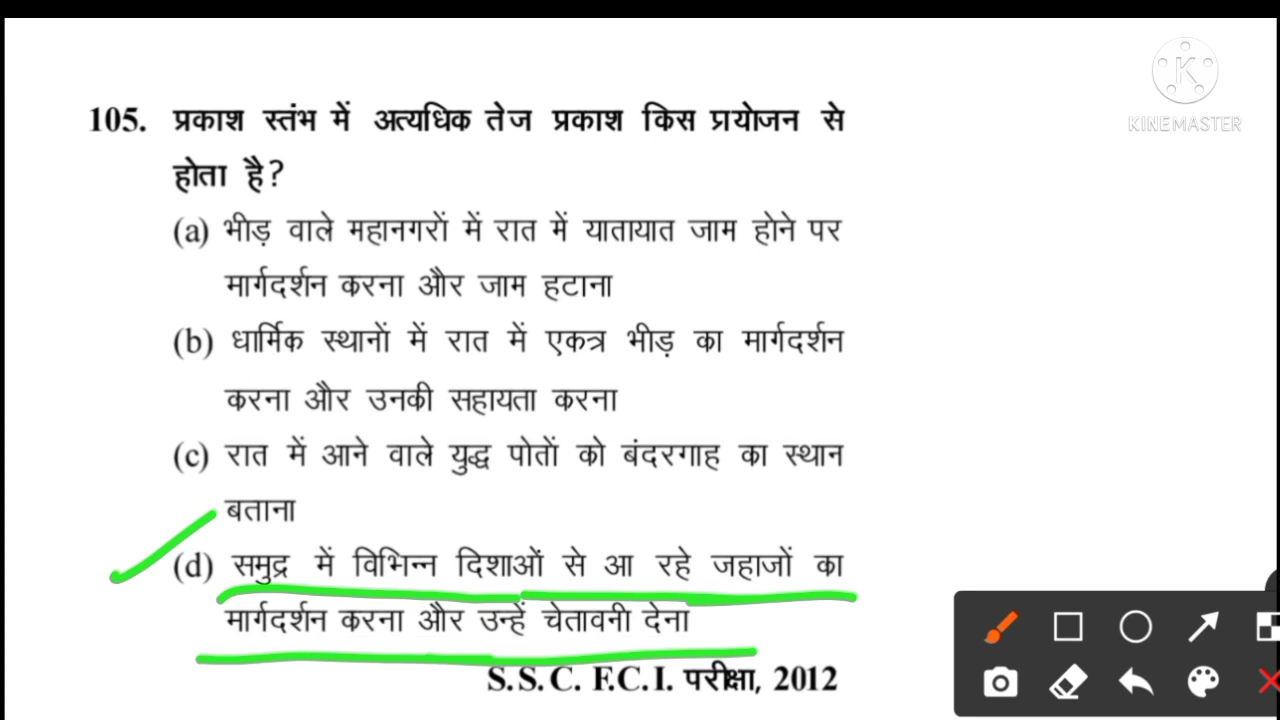 KINEMASTER
105. प्रकाश स्तंभ में अत्यधिक तेज प्रकाश किस प्रयोजन से
होता है?
(a) भीड़ वाले महानगरों में रात में यातायात जाम होने पर
मार्गदर्शन करना और जाम हटाना
(b) धार्मिक स्थानों में रात में एकत्र भीड़ का मार्गदर्शन
करना और उनकी सहायता करना
(c) रात में आने वाले युद्ध पोतों को बंदरगाह का स्थान
बताना
(d) समुद्र में विभिन्न दिशाओं से आ रहे जहाजों का
मार्गदर्शन करना और उन्हें चेतावनी देना
S.S.C. F.C.I. परीक्षा, 2012